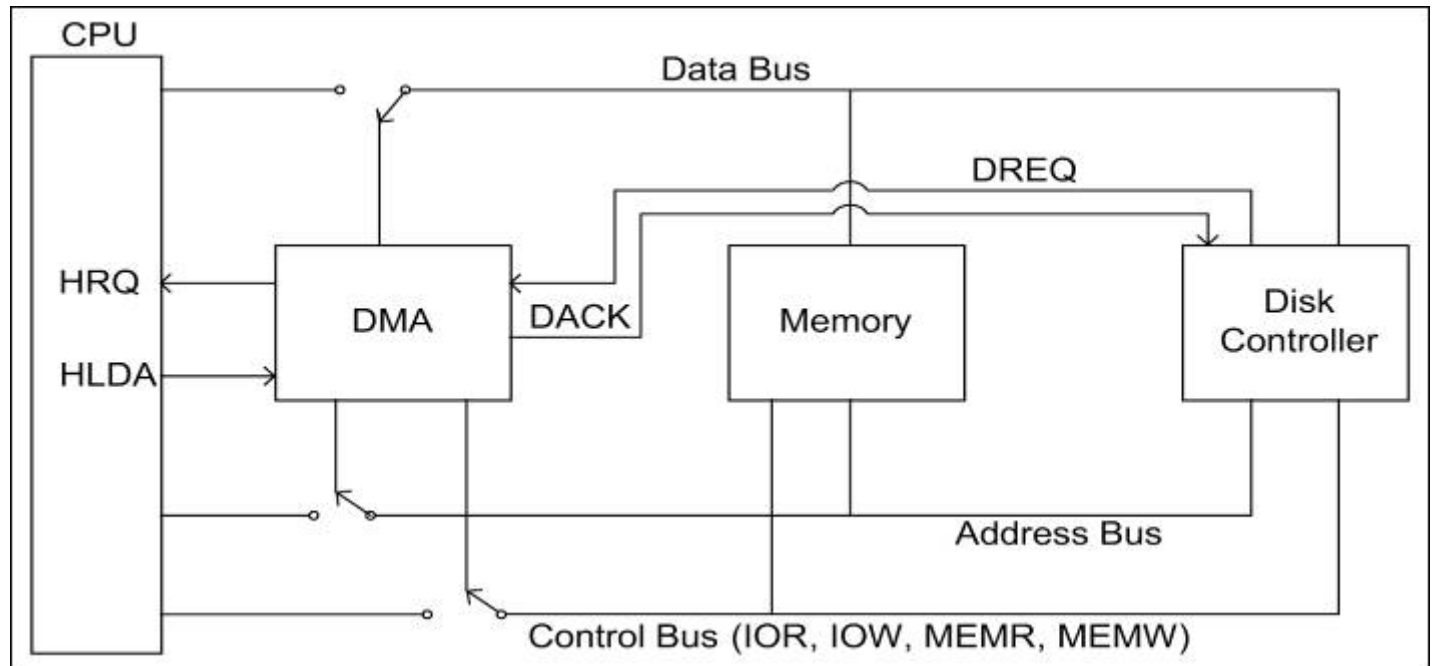 CPU
Data Bus
DREQ
HRQ
DMA
DACK
Memory
Disk
Controller
HLDA
Address Bus
Control Bus (IOR, IOW, MEMR, MEMW)